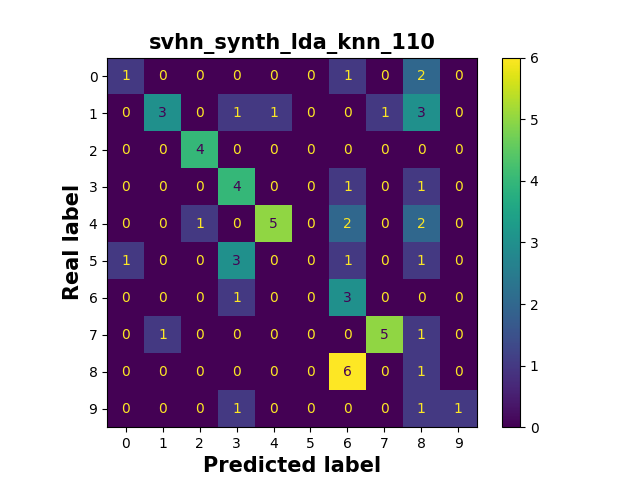 svhn_synth_lda_knn_110
0 1 0 0 0 0 0 1 0 2 0
1 0 3 0 1 1 0 0 1 3 0
2 0 0 4 0 0 0 0 0 0 0
3 0 0 0 4 0 0 1 0 1 0
4 0 0 1 0 5 0 2 0 2 0
5 1 0 0 3 0 0 1 0 1 0
6 0 0 0 1 0 0 3 0 0 0
7 0 1 0 0 0 0 0 5 1 0
8 0 0 0 0 0 0 6 0 1 0
9 0 0 0 1 0 0 0 0 1 1
0 1 2 3 4 5 6 7 8 9
Predicted label
Real label
6
5
4
3
2
1
0